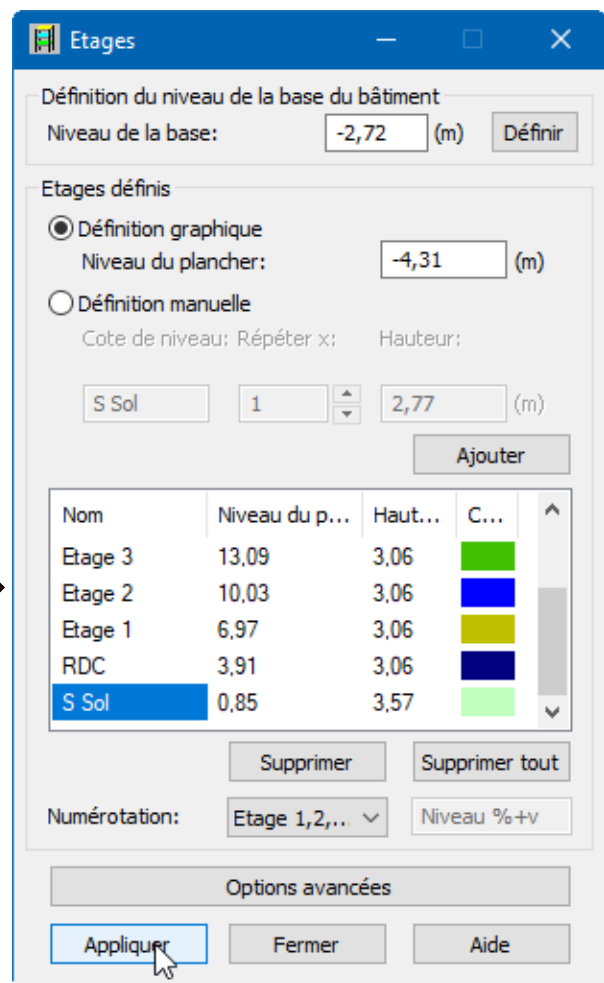 Etages
Définition du niveau de la base du bâtiment
Niveau de la base: -2,72 (m) Définir
Etages définis
Définition graphique
Niveau du plancher: -4,31 (m)
Définition manuelle
Cote de niveau: Répéter x: Hauteur:
S Sol 1 2,77 (m)
Ajouter
Nom Niveau du p... Haut... C...
Etage 3 13,09 3,06
Etage 2 10,03 3,06
Etage 1 6,97 3,06
RDC 3,91 3,06
S Sol 0,85 3,57
Supprimer Supprimer tout
Numérotation: Etage 1,2,... Niveau %+v
Options avancées
Appliquer Fermer Aide